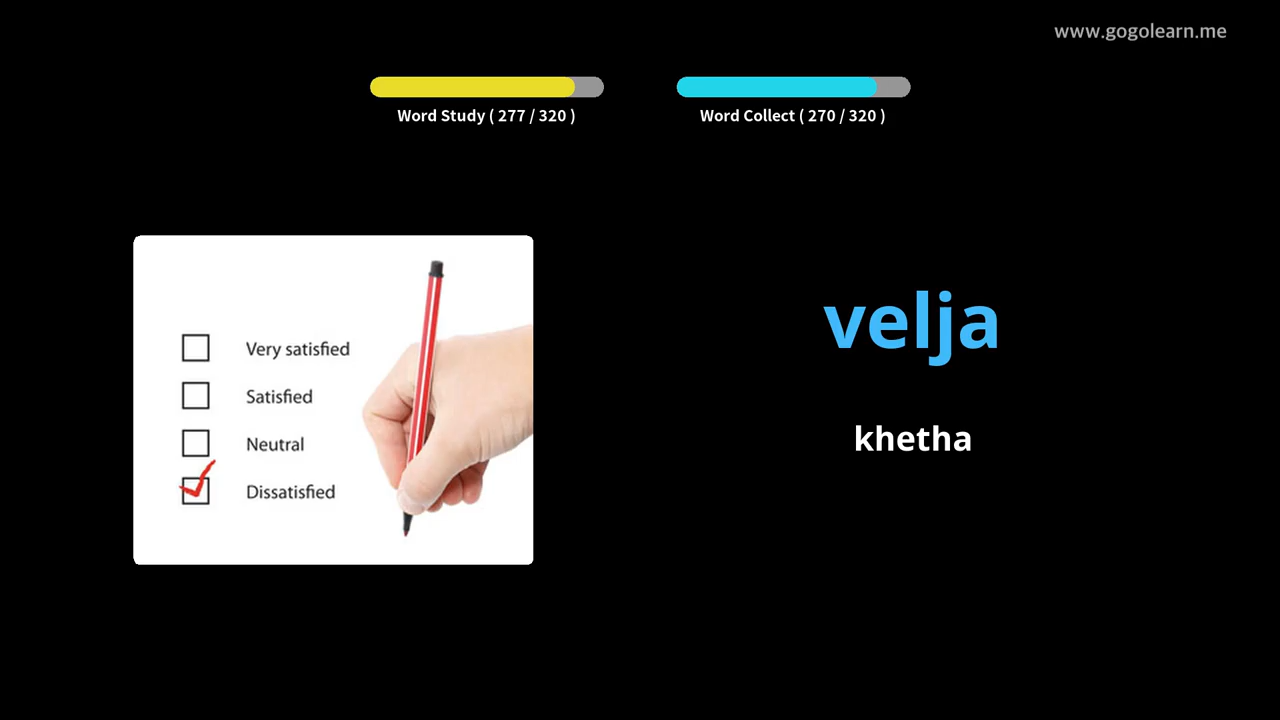 www.gogolearn.me
Word Study ( 277 / 320 )
Word Collect ( 270 / 320 )
Very satisfied
Satisfied
Neutral
Dissatisfied
velja
khetha